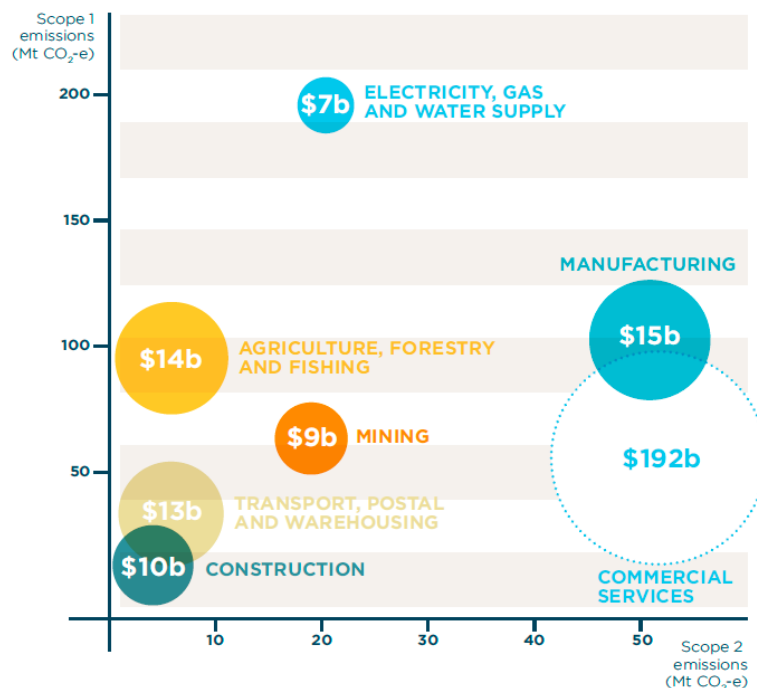 Scope 1
emissions
(Mt CO₂-e)
200
150
100
50
$7b
ELECTRICITY, GAS
AND WATER SUPPLY
MANUFACTURING
$15b
$14b
AGRICULTURE, FORESTRY
AND FISHING
$9b
MINING
$192b
$13b
TRANSPORT, POSTAL
AND WAREHOUSING
$10b
CONSTRUCTION
COMMERCIAL
SERVICES
10
20
30
40
50
Scope 2
emissions
(Mt CO₂-e)